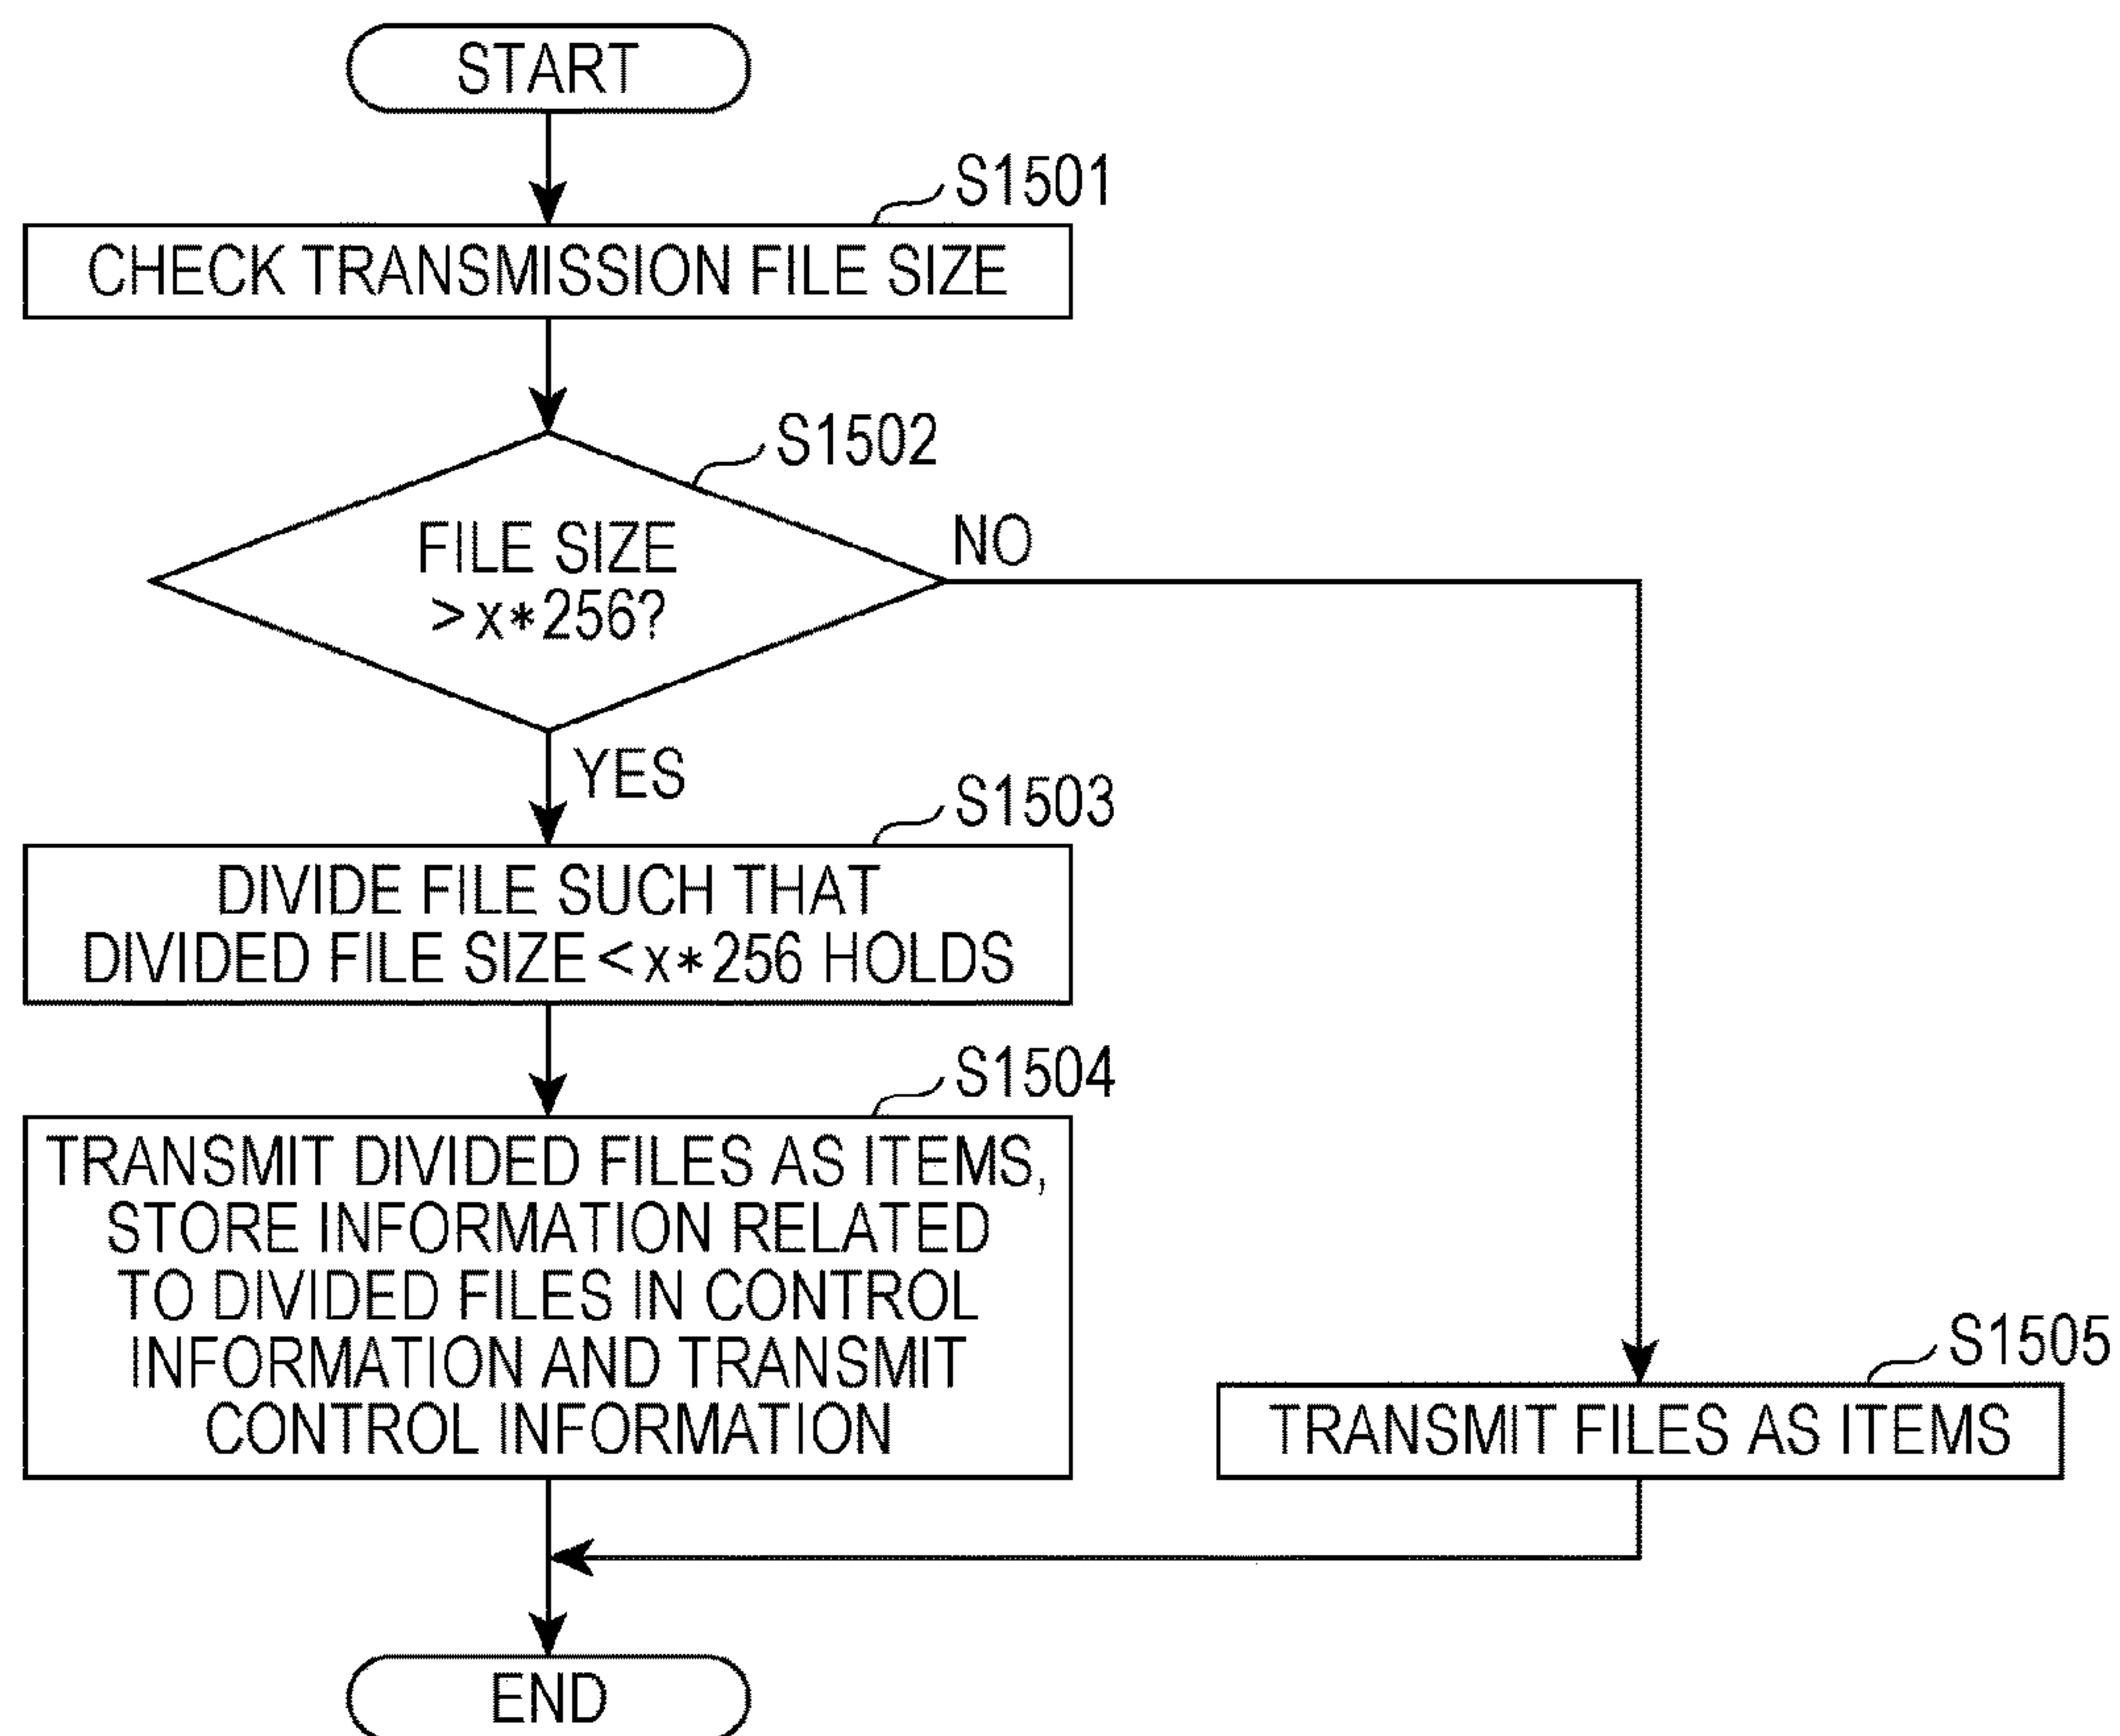 START
S1501
CHECK TRANSMISSION FILE SIZE
S1502
FILE SIZE
>x*256?
NO
YES
S1503
DIVIDE FILE SUCH THAT
DIVIDED FILE SIZE<x*256 HOLDS
S1504
TRANSMIT DIVIDED FILES AS ITEMS,
STORE INFORMATION RELATED
TO DIVIDED FILES IN CONTROL
INFORMATION AND TRANSMIT
CONTROL INFORMATION
S1505
TRANSMIT FILES AS ITEMS
END